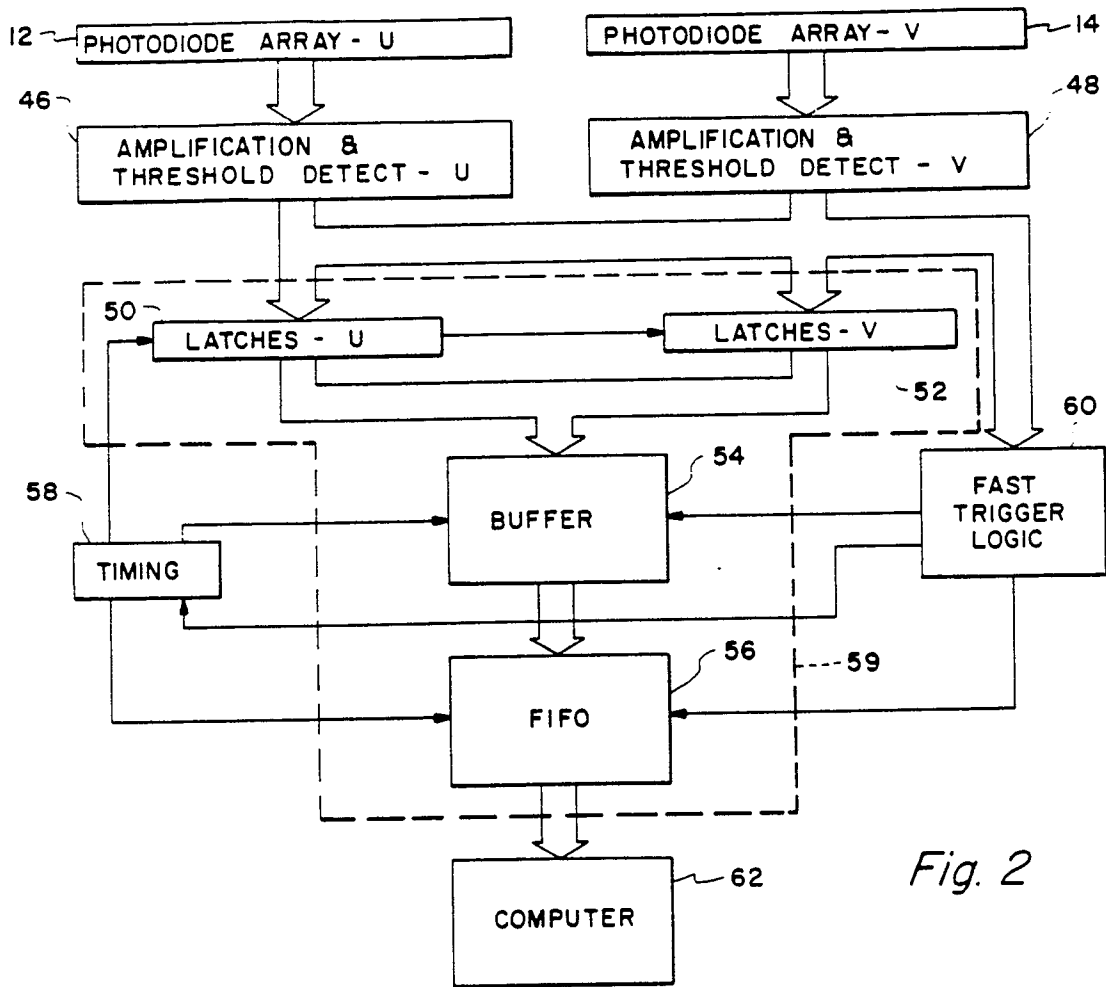 12
PHOTODIODE ARRAY - U
PHOTODIODE ARRAY - V
14
46
AMPLIFICATION &
THRESHOLD DETECT - U
48
AMPLIFICATION &
THRESHOLD DETECT - V
50
LATCHES - U
LATCHES - V
52
60
54
58
BUFFER
FAST
TRIGGER
LOGIC
TIMING
56
59
FIFO
62
COMPUTER
Fig. 2